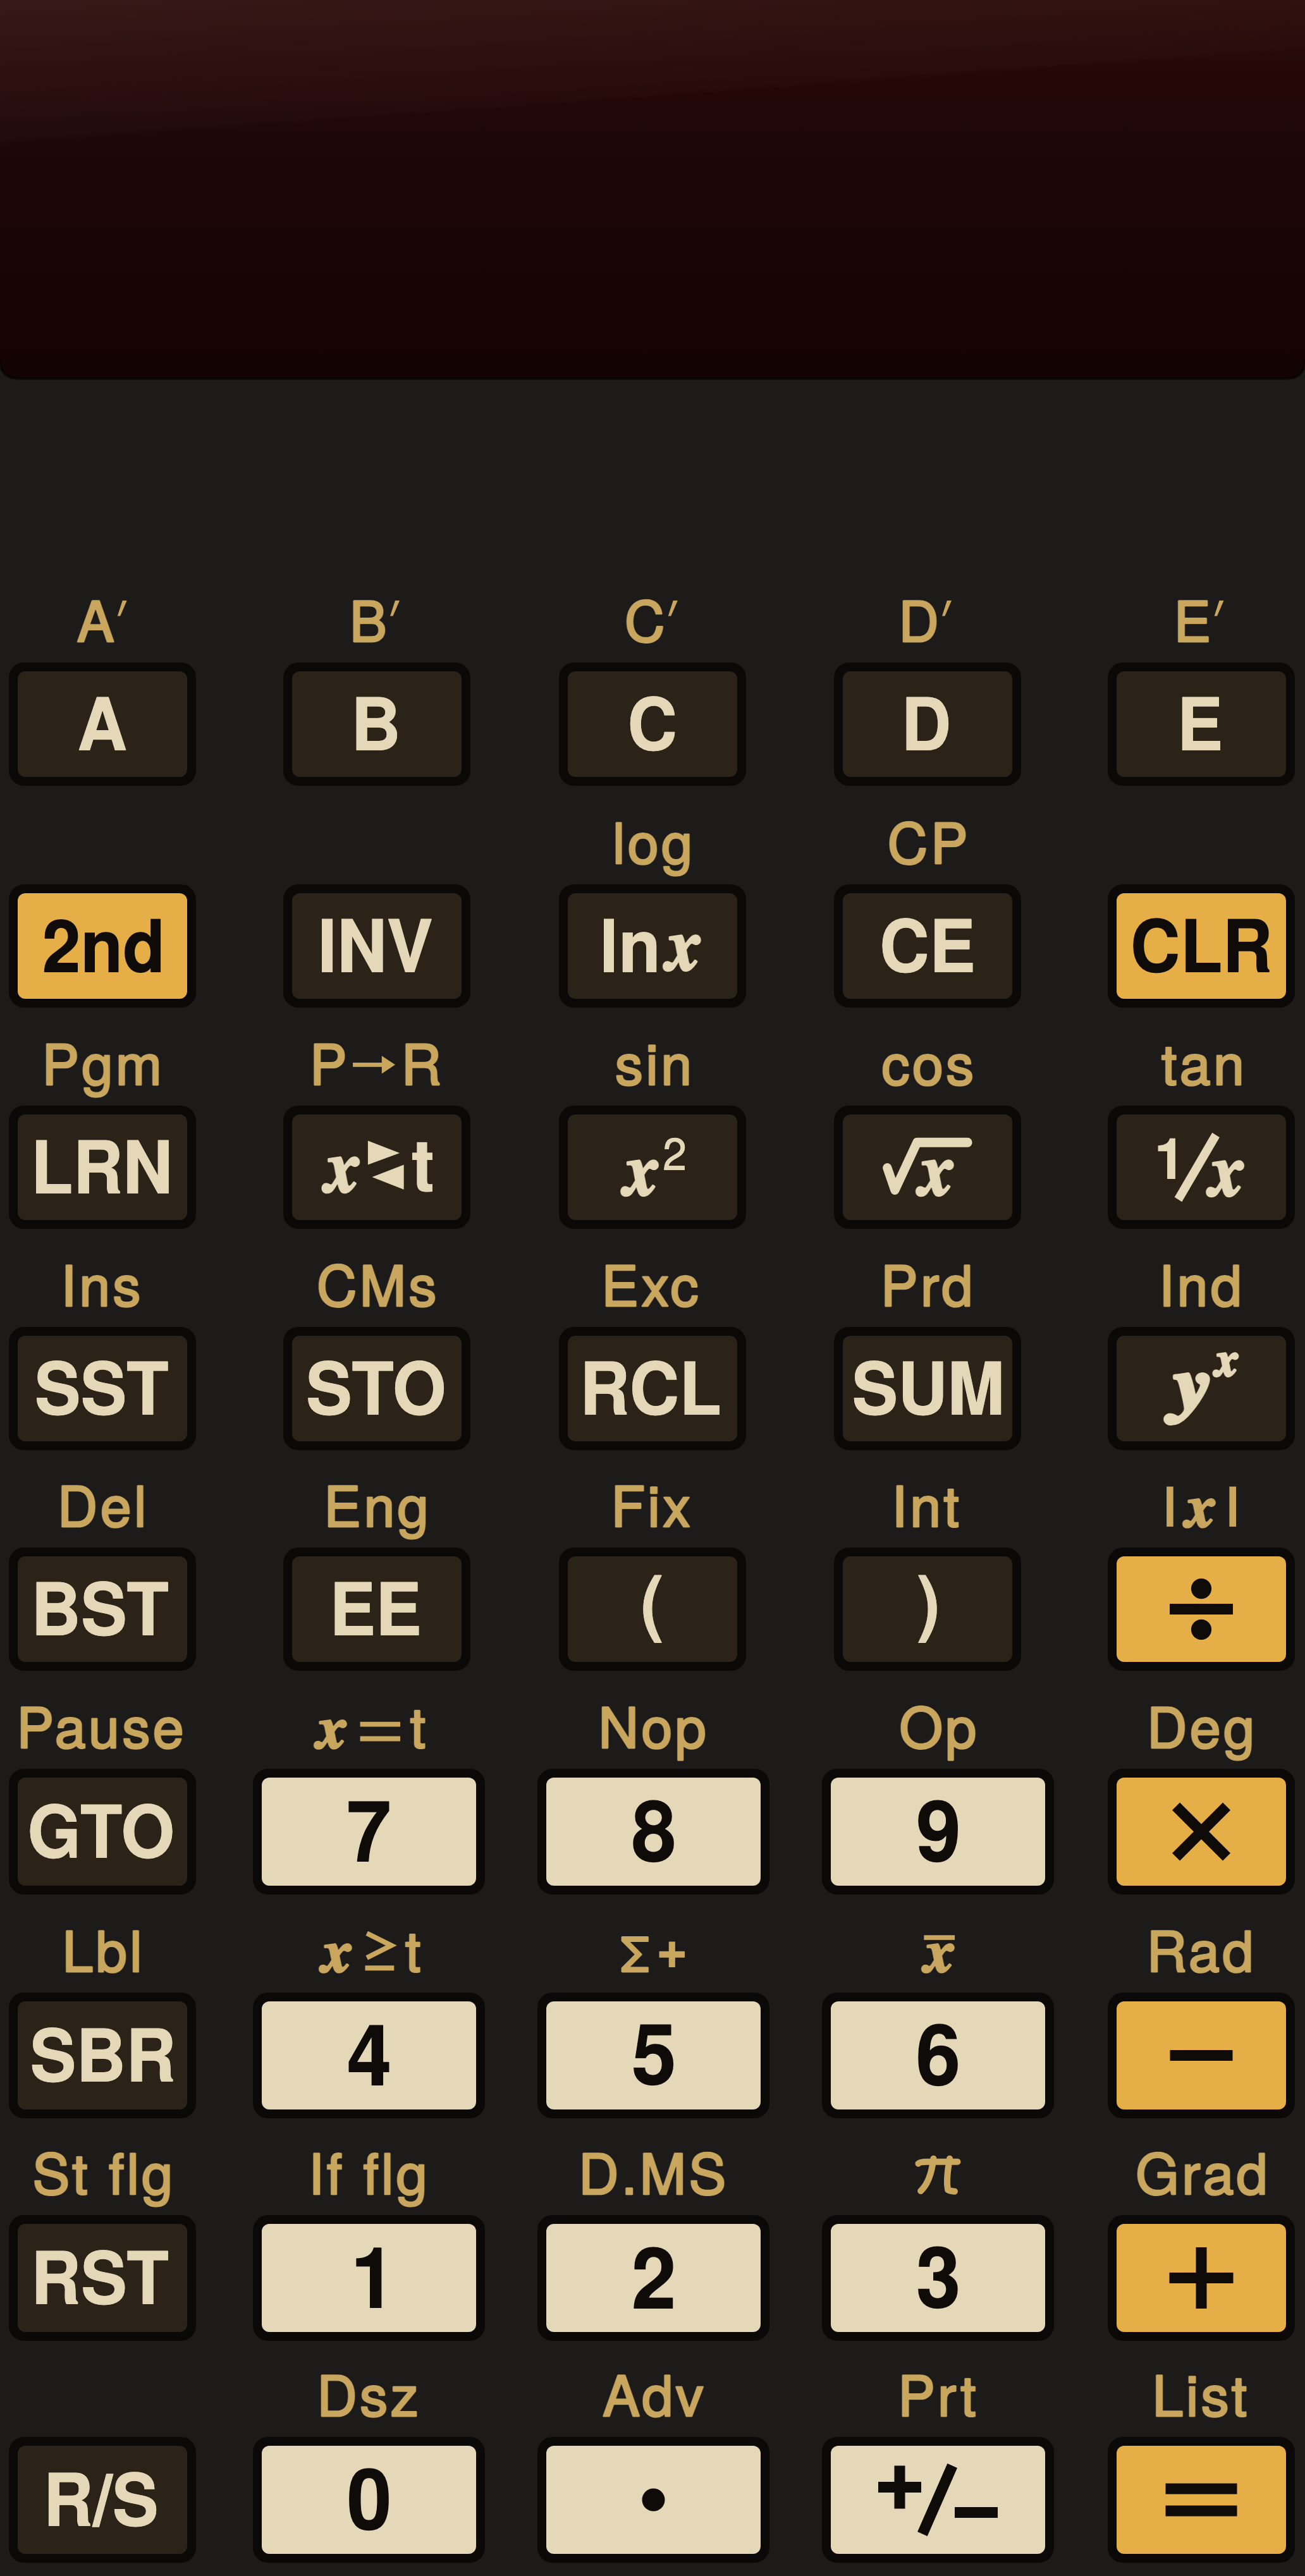 A′ B′ C′ D′ E′
A B C D E
log CP
2nd INV lnx CE CLR
Pgm P→R sin cos tan
LRN x⮀t x² √x 1/x
Ins CMs Exc Prd Ind
SST STO RCL SUM yˣ
Del Eng Fix Int |x|
BST EE ( ) ÷
Pause x=t Nop Op Deg
GTO 7 8 9 ×
Lbl x≥t Σ+ x̅ Rad
SBR 4 5 6 −
St flg If flg D.MS π Grad
RST 1 2 3 +
Dsz Adv Prt List
R/S 0 . +/− =